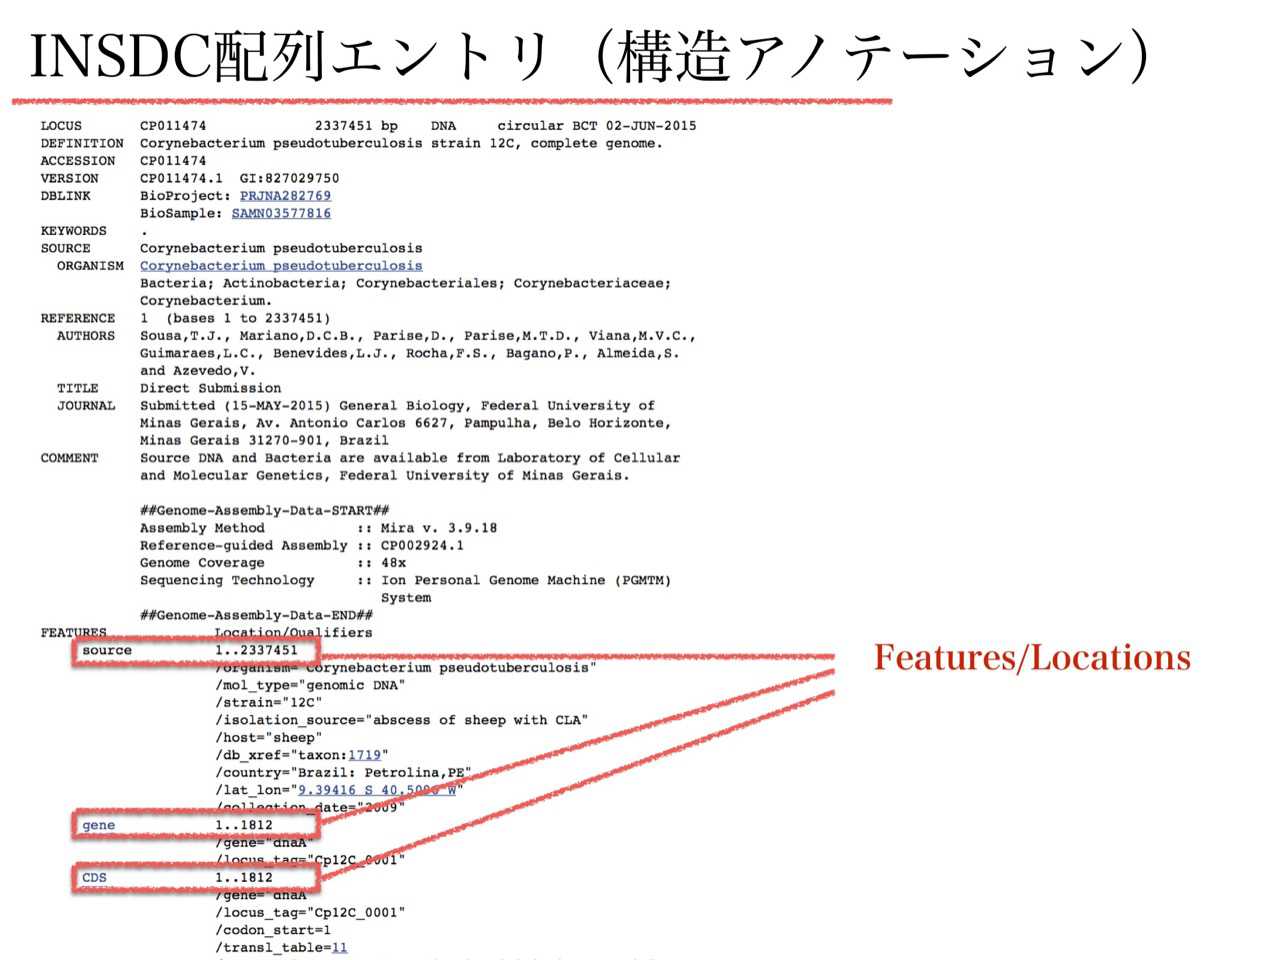 INSDC配列エントリ（構造アノテーション）
LOCUS CP011474 2337451 bp DNA circular BCT 02-JUN-2015
DEFINITION Corynebacterium pseudotuberculosis strain 12C, complete genome.
ACCESSION CP011474
VERSION CP011474.1 GI:827029750
DBLINK BioProject: PRJNA282769
BioSample: SAMN03577816
KEYWORDS .
SOURCE Corynebacterium pseudotuberculosis
ORGANISM Corynebacterium pseudotuberculosis
Bacteria; Actinobacteria; Corynebacteriales; Corynebacteriaceae;
Corynebacterium.
REFERENCE 1 (bases 1 to 2337451)
AUTHORS Sousa,T.J., Mariano,D.C.B., Parise,D., Parise,M.T.D., Viana,M.V.C.,
Guimaraes,L.C., Benevides,L.J., Rocha,F.S., Bagano,P., Almeida,S.
and Azevedo,V.
TITLE Direct Submission
JOURNAL Submitted (15-MAY-2015) General Biology, Federal University of
Minas Gerais, Av. Antonio Carlos 6627, Pampulha, Belo Horizonte,
Minas Gerais 31270-901, Brazil
COMMENT Source DNA and Bacteria are available from Laboratory of Cellular
and Molecular Genetics, Federal University of Minas Gerais.
##Genome-Assembly-Data-START##
Assembly Method :: Mira v. 3.9.18
Reference-guided Assembly :: CP002924.1
Genome Coverage :: 48x
Sequencing Technology :: Ion Personal Genome Machine (PGMTM)
System
##Genome-Assembly-Data-END##
FEATURES Location/Qualifiers
source 1..2337451
Features/Locations
/organism="Corynebacterium pseudotuberculosis"
/mol_type="genomic DNA"
/strain="12C"
/isolation_source="abscess of sheep with CLA"
/host="sheep"
/db_xref="taxon:1719"
/country="Brazil: Petrolina,PE"
/lat_lon="9.39416 S W"
/collection_date="2009"
gene 1..1812
/gene="dnaA"
/locus_tag="Cp12C_0001"
CDS 1..1812
/gene="dnaA"
/locus_tag="Cp12C_0001"
/codon_start=1
/transl_table=11